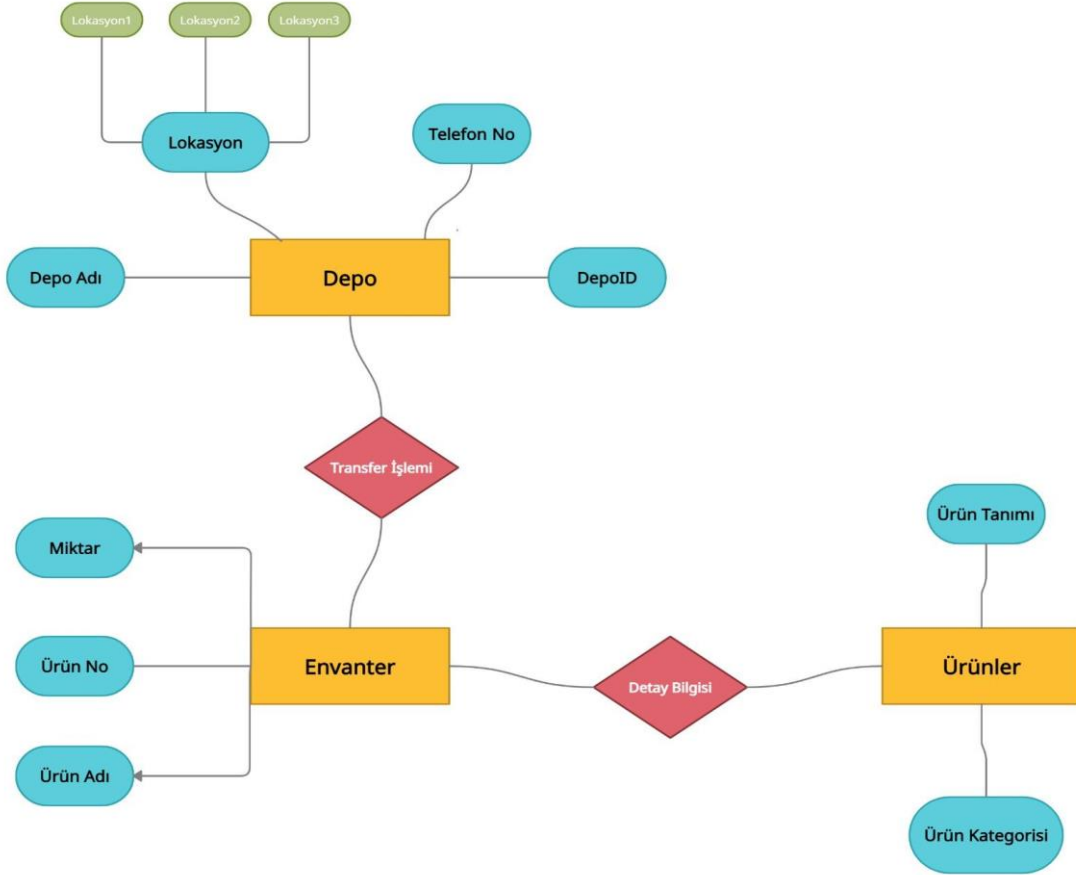 Lokasyon1
Lokasyon2
Lokasyon3
Lokasyon
Telefon No
Depo Adı
Depo
DepoID
Transfer İşlemi
Ürün Tanımı
Miktar
Ürün No
Envanter
Detay Bilgisi
Ürünler
Ürün Adı
Ürün Kategorisi